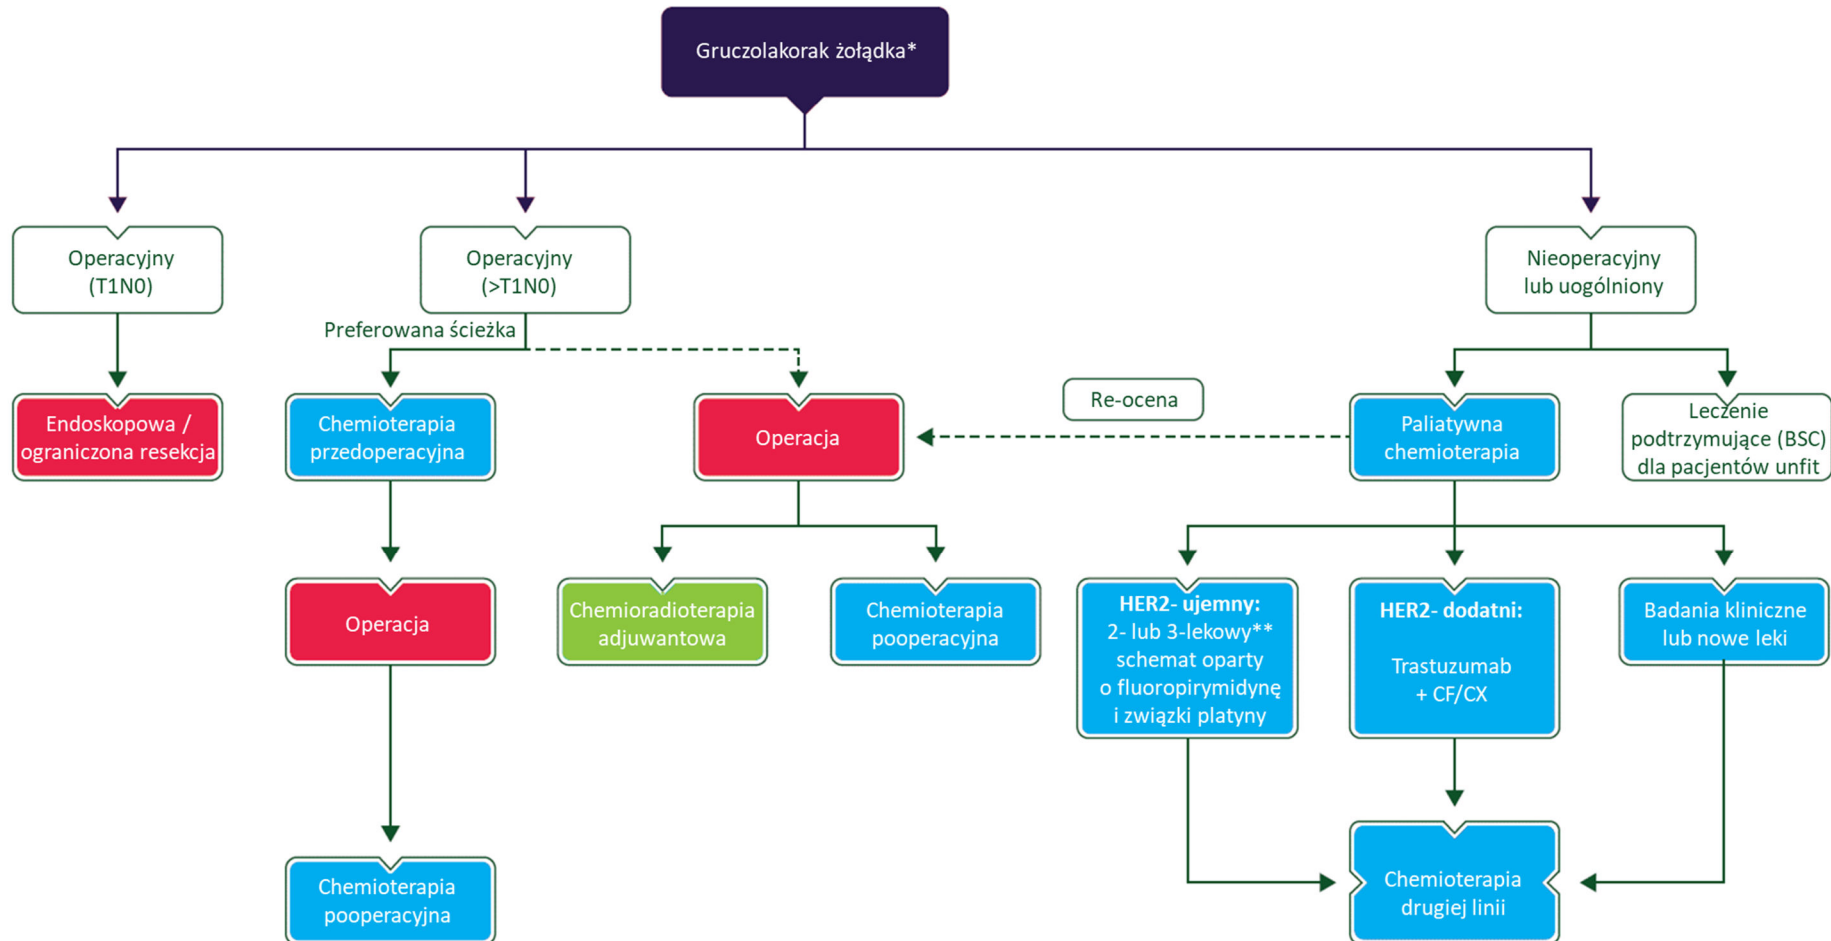 Gruczolakorak żołądka*
Operacyjny
(T1N0)
Operacyjny
(>T1N0)
Nieoperacyjny
lub uogólniony
Preferowana ścieżka
Endoskopowa /
ograniczona resekcja
Chemioterapia
przedoperacyjna
Operacja
Re-ocena
Paliatywna
chemioterapia
Leczenie
podtrzymujące (BSC)
dla pacjentów unfit
Operacja
Chemioradioterapia
adjuwantowa
Chemioterapia
pooperacyjna
HER2- ujemny:
2- lub 3-lekowy**
schemat oparty
o fluoropirymidynę
i związki platyny
HER2- dodatni:
Trastuzumab
+ CF/CX
Badania kliniczne
lub nowe leki
Chemioterapia
pooperacyjna
Chemioterapia
drugiej linii